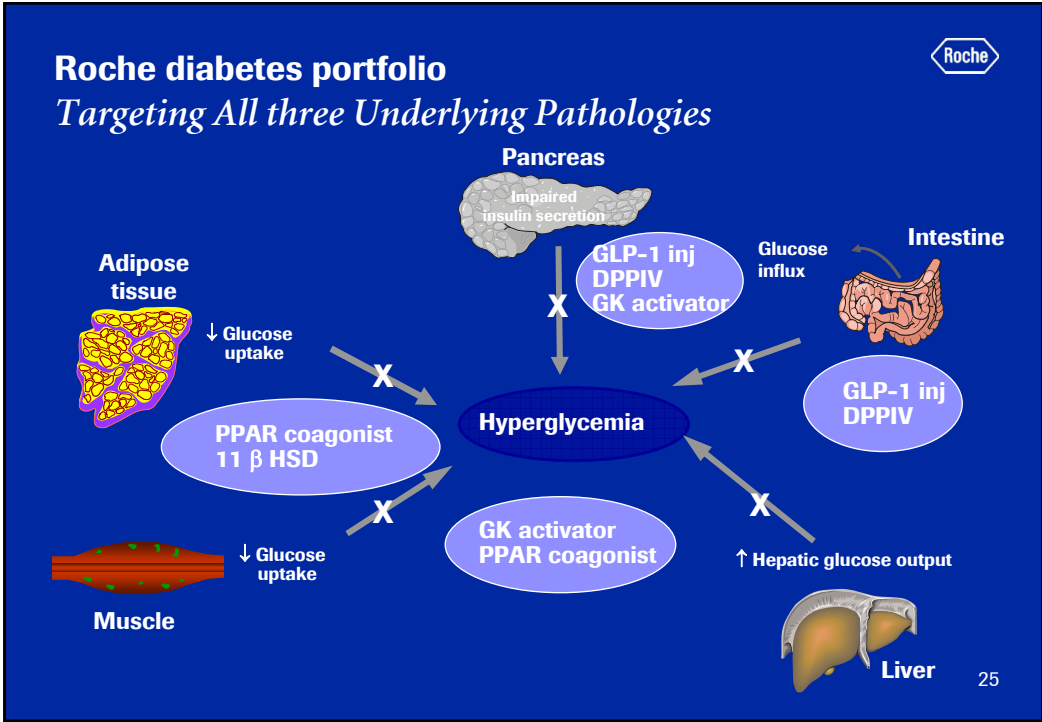 Roche diabetes portfolio
Roche
Targeting All three Underlying Pathologies
Pancreas
Impaired
insulin secretion
GLP-1 inj
DPPIV
GK activator
Glucose
influx
Intestine
Adipose
tissue
↓ Glucose
uptake
X
X
X
GLP-1 inj
DPPIV
Hyperglycemia
PPAR coagonist
11 β HSD
X
X
GK activator
PPAR coagonist
↓ Glucose
uptake
↑ Hepatic glucose output
Muscle
Liver
25